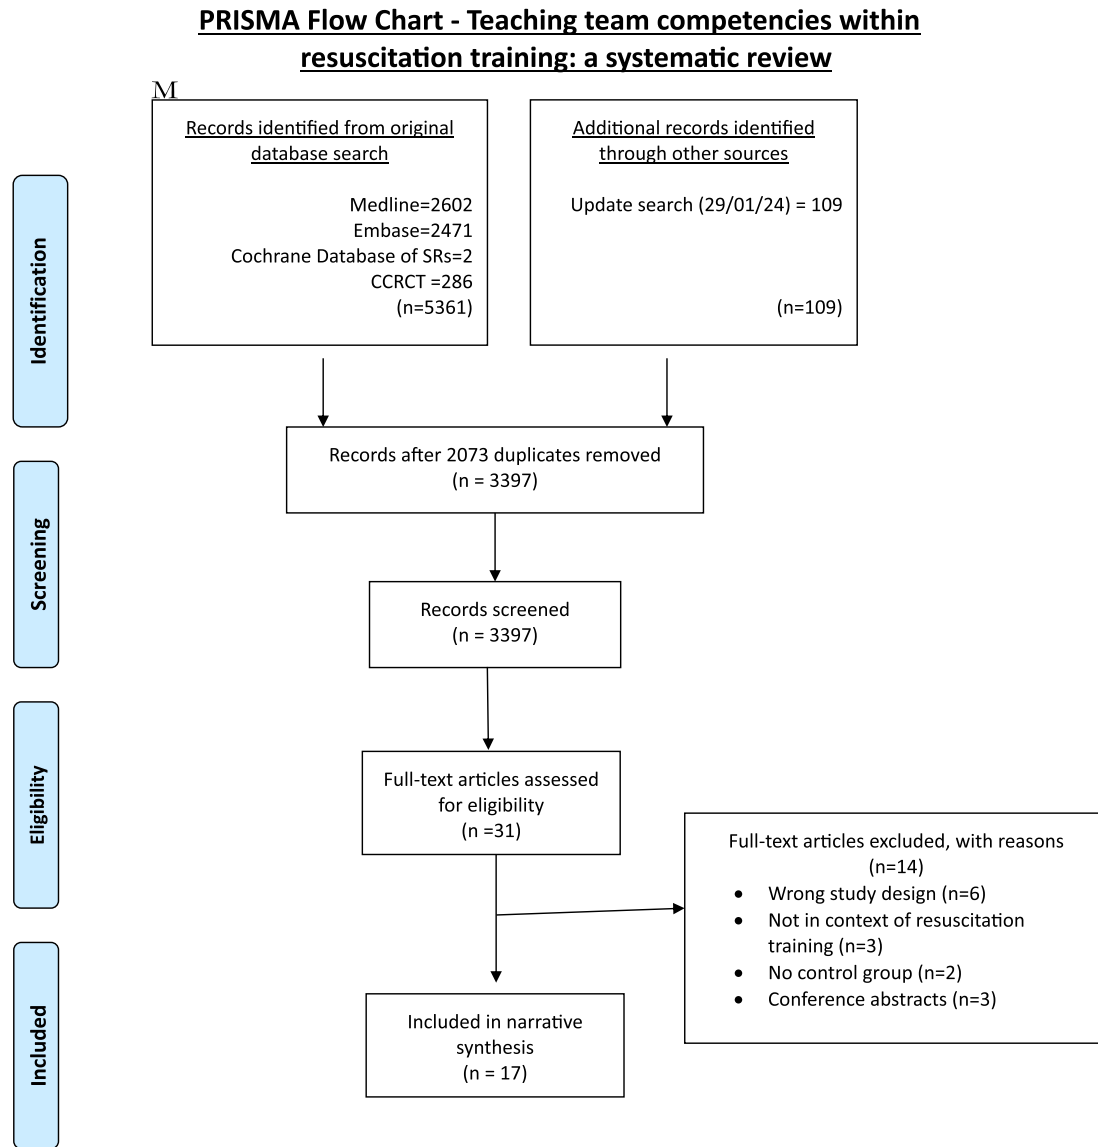 PRISMA Flow Chart - Teaching team competencies within
resuscitation training: a systematic review
M
Records identified from original
database search
Medline=2602
Embase=2471
Cochrane Database of SRs=2
CCRCT =286
(n=5361)
Additional records identified
through other sources
Update search (29/01/24) = 109
(n=109)
Identification
Records after 2073 duplicates removed
(n = 3397)
Screening
Records screened
(n = 3397)
Eligibility
Full-text articles assessed
for eligibility
(n =31)
Full-text articles excluded, with reasons
(n=14)
• Wrong study design (n=6)
• Not in context of resuscitation
training (n=3)
• No control group (n=2)
• Conference abstracts (n=3)
Included
Included in narrative
synthesis
(n = 17)